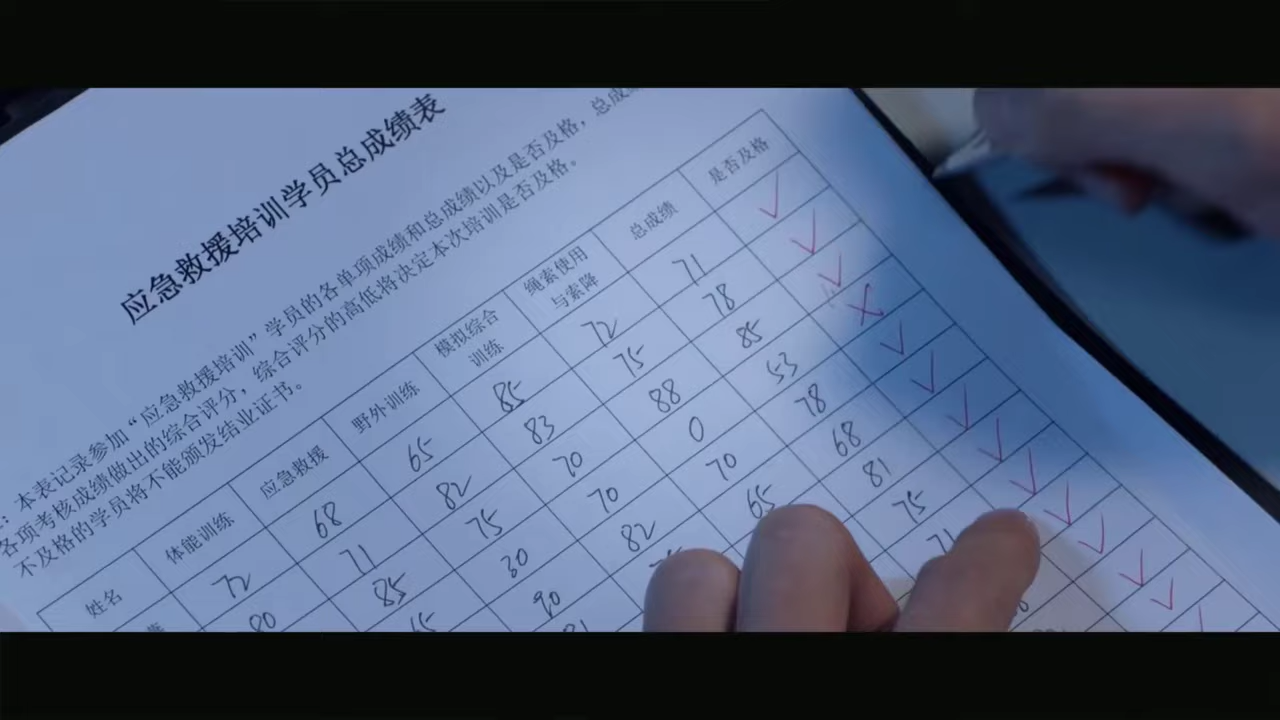 应急救援培训学员总成绩表
：本表记录参加“应急救援培训”学员的各单项成绩和总成绩以及是否及格，总成
各项考核成绩做出的综合评分，综合评分的高低将决定本次培训是否及格。
不及格的学员将不能颁发结业证书。
姓名 体能训练 应急救援 野外训练 模拟综合训练 绳索使用与索降 总成绩 是否及格
72 68 65 85 72 71 √
80 71 82 83 75 78 √
85 75 70 88 85 √
30 70 0 53 ×
90 82 70 78 √
65 68 √
81 √
75 √
71 √
√
√
√
√